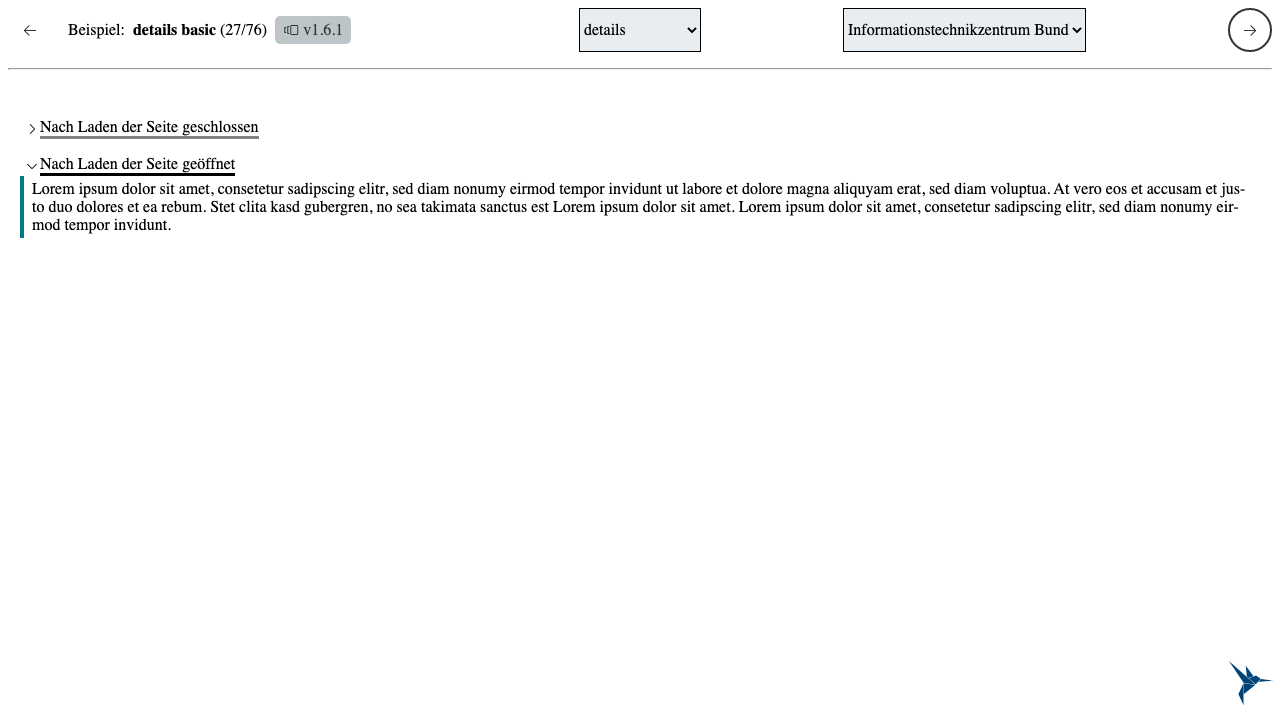 Beispiel: details basic (27/76) v1.6.1 details Informationstechnikzentrum Bund
Nach Laden der Seite geschlossen
Nach Laden der Seite geöffnet
Lorem ipsum dolor sit amet, consetetur sadipscing elitr, sed diam nonumy eirmod tempor invidunt ut labore et dolore magna aliquyam erat, sed diam voluptua. At vero eos et accusam et jus-
to duo dolores et ea rebum. Stet clita kasd gubergren, no sea takimata sanctus est Lorem ipsum dolor sit amet. Lorem ipsum dolor sit amet, consetetur sadipscing elitr, sed diam nonumy eir-
mod tempor invidunt.